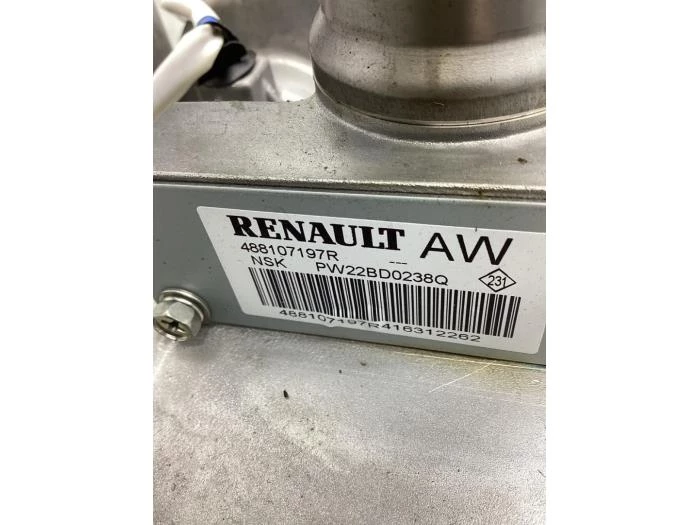 RENAULT AW
488107197R ---
NSK PW22BD0238Q 231
488107197R416312262